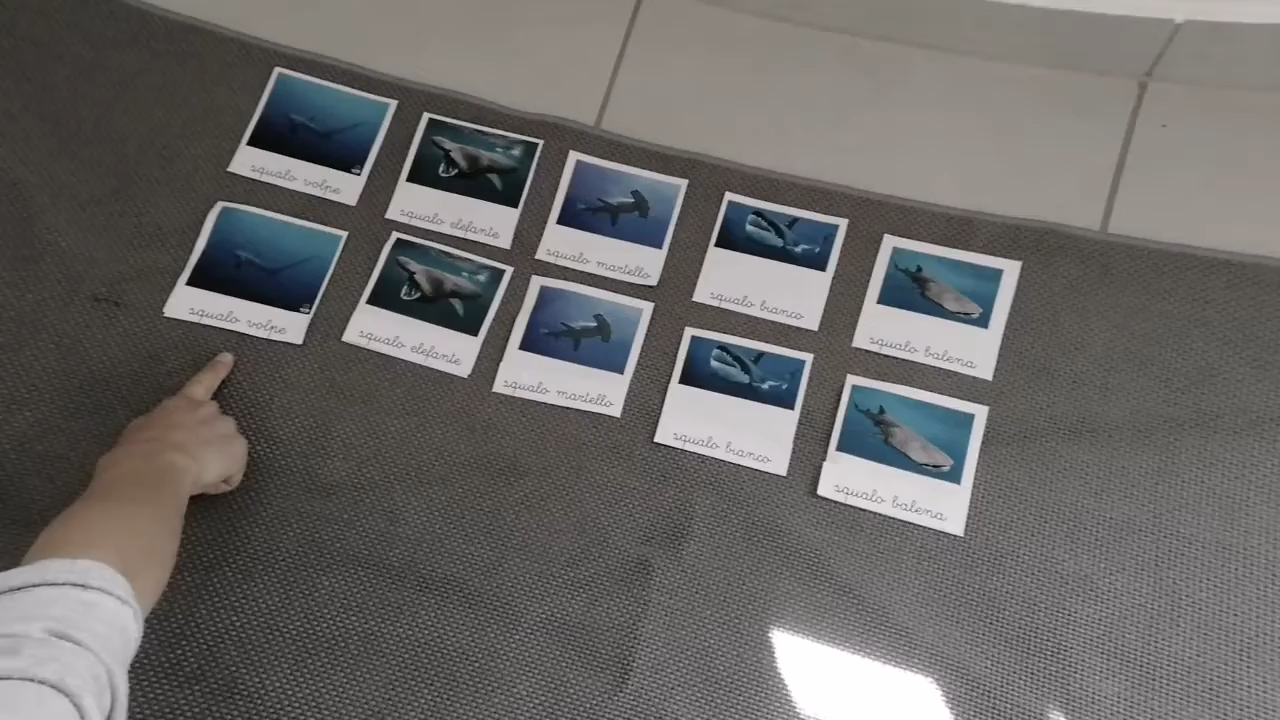 squalo volpe
squalo elefante
squalo martello
squalo bianco
squalo balena
squalo volpe
squalo elefante
squalo martello
squalo bianco
squalo balena